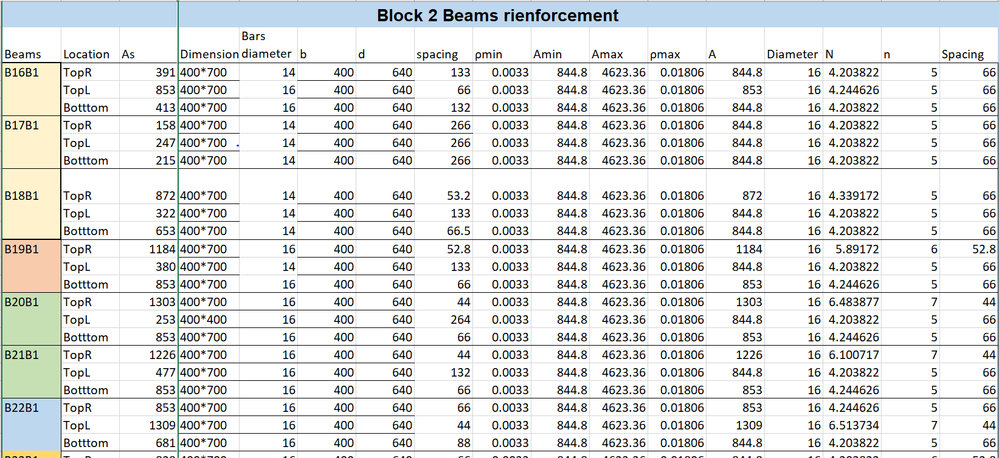 Block 2 Beams rienforcement
Beams Location As Dimension Bars diameter b d spacing ρmin Amin Amax ρmax A Diameter N n Spacing
B16B1 TopR 391 400*700 14 400 640 133 0.0033 844.8 4623.36 0.01806 844.8 16 4.203822 5 66
TopL 853 400*700 16 400 640 66 0.0033 844.8 4623.36 0.01806 853 16 4.244626 5 66
Botttom 413 400*700 16 400 640 132 0.0033 844.8 4623.36 0.01806 844.8 16 4.203822 5 66
B17B1 TopR 158 400*700 14 400 640 266 0.0033 844.8 4623.36 0.01806 844.8 16 4.203822 5 66
TopL 247 400*700 14 400 640 266 0.0033 844.8 4623.36 0.01806 844.8 16 4.203822 5 66
Botttom 215 400*700 14 400 640 266 0.0033 844.8 4623.36 0.01806 844.8 16 4.203822 5 66
B18B1 TopR 872 400*700 14 400 640 53.2 0.0033 844.8 4623.36 0.01806 872 16 4.339172 5 66
TopL 322 400*700 14 400 640 133 0.0033 844.8 4623.36 0.01806 844.8 16 4.203822 5 66
Botttom 653 400*700 14 400 640 66.5 0.0033 844.8 4623.36 0.01806 844.8 16 4.203822 5 66
B19B1 TopR 1184 400*700 16 400 640 52.8 0.0033 844.8 4623.36 0.01806 1184 16 5.89172 6 52.8
TopL 380 400*700 14 400 640 133 0.0033 844.8 4623.36 0.01806 844.8 16 4.203822 5 66
Botttom 853 400*700 16 400 640 66 0.0033 844.8 4623.36 0.01806 853 16 4.244626 5 66
B20B1 TopR 1303 400*700 16 400 640 44 0.0033 844.8 4623.36 0.01806 1303 16 6.483877 7 44
TopL 253 400*400 16 400 640 264 0.0033 844.8 4623.36 0.01806 844.8 16 4.203822 5 66
Botttom 853 400*700 16 400 640 66 0.0033 844.8 4623.36 0.01806 853 16 4.244626 5 66
B21B1 TopR 1226 400*700 16 400 640 44 0.0033 844.8 4623.36 0.01806 1226 16 6.100717 7 44
TopL 477 400*700 16 400 640 132 0.0033 844.8 4623.36 0.01806 844.8 16 4.203822 5 66
Botttom 853 400*700 16 400 640 66 0.0033 844.8 4623.36 0.01806 853 16 4.244626 5 66
B22B1 TopR 853 400*700 16 400 640 66 0.0033 844.8 4623.36 0.01806 853 16 4.244626 5 66
TopL 1309 400*700 16 400 640 44 0.0033 844.8 4623.36 0.01806 1309 16 6.513734 7 44
Botttom 681 400*700 16 400 640 88 0.0033 844.8 4623.36 0.01806 844.8 16 4.203822 5 66